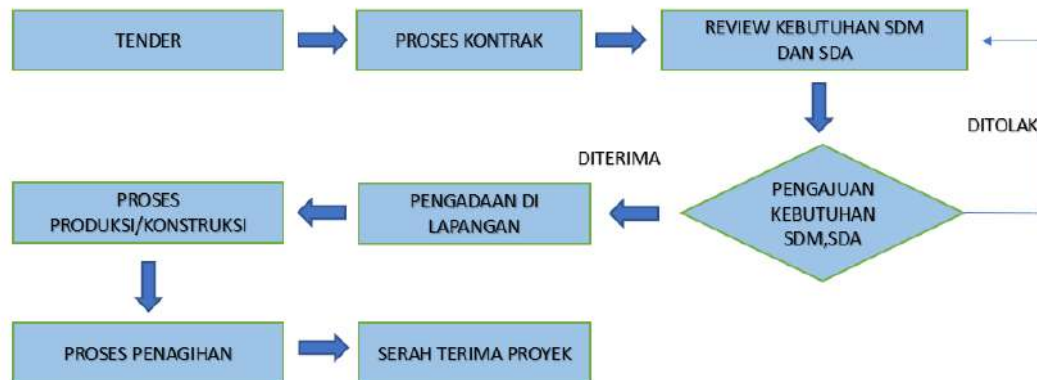 TENDER
PROSES KONTRAK
REVIEW KEBUTUHAN SDM
DAN SDA
DITOLAK
DITERIMA
PENGAJUAN
KEBUTUHAN
SDM,SDA
PENGADAAN DI
LAPANGAN
PROSES
PRODUKSI/KONSTRUKSI
PROSES PENAGIHAN
SERAH TERIMA PROYEK